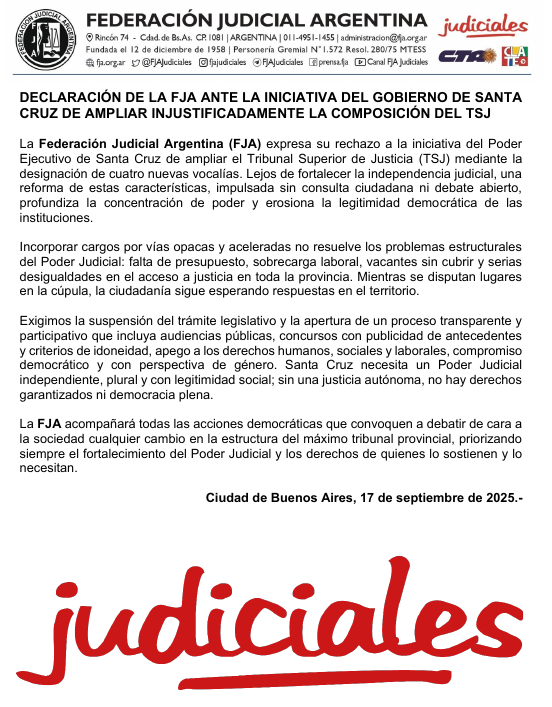 FEDERACIÓN JUDICIAL ARGENTINA
Rincón 74 - Cdad. de Bs.As. CP. 1081 | ARGENTINA | 011-4951-1455 | administracion@fja.org.ar
Fundada el 12 de diciembre de 1958 | Personería Gremial N°1.572 Resol. 280/75 MTESS
fja.org.ar @FJAJudiciales fjajudiciales FJAJudiciales prensa.fja Canal FJA Judiciales
judiciales
CTA CLATE
DECLARACIÓN DE LA FJA ANTE LA INICIATIVA DEL GOBIERNO DE SANTA
CRUZ DE AMPLIAR INJUSTIFICADAMENTE LA COMPOSICIÓN DEL TSJ
La Federación Judicial Argentina (FJA) expresa su rechazo a la iniciativa del Poder
Ejecutivo de Santa Cruz de ampliar el Tribunal Superior de Justicia (TSJ) mediante la
designación de cuatro nuevas vocalías. Lejos de fortalecer la independencia judicial, una
reforma de estas características, impulsada sin consulta ciudadana ni debate abierto,
profundiza la concentración de poder y erosiona la legitimidad democrática de las
instituciones.
Incorporar cargos por vías opacas y aceleradas no resuelve los problemas estructurales
del Poder Judicial: falta de presupuesto, sobrecarga laboral, vacantes sin cubrir y serias
desigualdades en el acceso a justicia en toda la provincia. Mientras se disputan lugares
en la cúpula, la ciudadanía sigue esperando respuestas en el territorio.
Exigimos la suspensión del trámite legislativo y la apertura de un proceso transparente y
participativo que incluya audiencias públicas, concursos con publicidad de antecedentes
y criterios de idoneidad, apego a los derechos humanos, sociales y laborales, compromiso
democrático y con perspectiva de género. Santa Cruz necesita un Poder Judicial
independiente, plural y con legitimidad social; sin una justicia autónoma, no hay derechos
garantizados ni democracia plena.
La FJA acompañará todas las acciones democráticas que convoquen a debatir de cara a
la sociedad cualquier cambio en la estructura del máximo tribunal provincial, priorizando
siempre el fortalecimiento del Poder Judicial y los derechos de quienes lo sostienen y lo
necesitan.
Ciudad de Buenos Aires, 17 de septiembre de 2025.-
judiciales